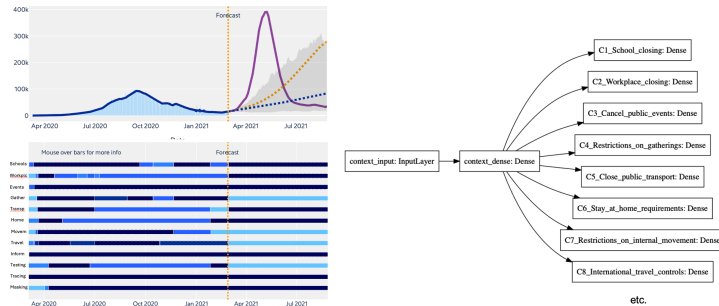 400k
Forecast
300k
200k
100k
0
Apr 2020
Jul 2020
Oct 2020
Jan 2021
Apr 2021
Jul 2021
Mouse over bars for more info
Forecast
Schools
Workpls
Events
Gather
Transp
Home
Movem
Travel
Inform
Testing
Tracing
Masking
Apr 2020
Jul 2020
Oct 2020
Jan 2021
Apr 2021
Jul 2021
context_input: InputLayer
context_dense: Dense
C1_School_closing: Dense
C2_Workplace_closing: Dense
C3_Cancel_public_events: Dense
C4_Restrictions_on_gatherings: Dense
C5_Close_public_transport: Dense
C6_Stay_at_home_requirements: Dense
C7_Restrictions_on_internal_movement: Dense
C8_International_travel_controls: Dense
etc.